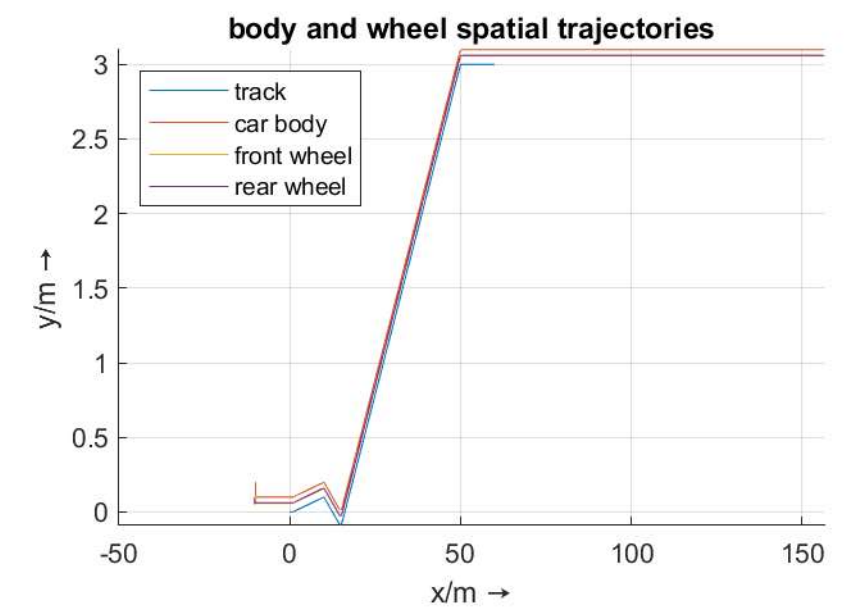 body and wheel spatial trajectories
track
car body
front wheel
rear wheel
3
2.5
2
1.5
1
0.5
0
y/m →
-50 0 50 100 150
x/m →